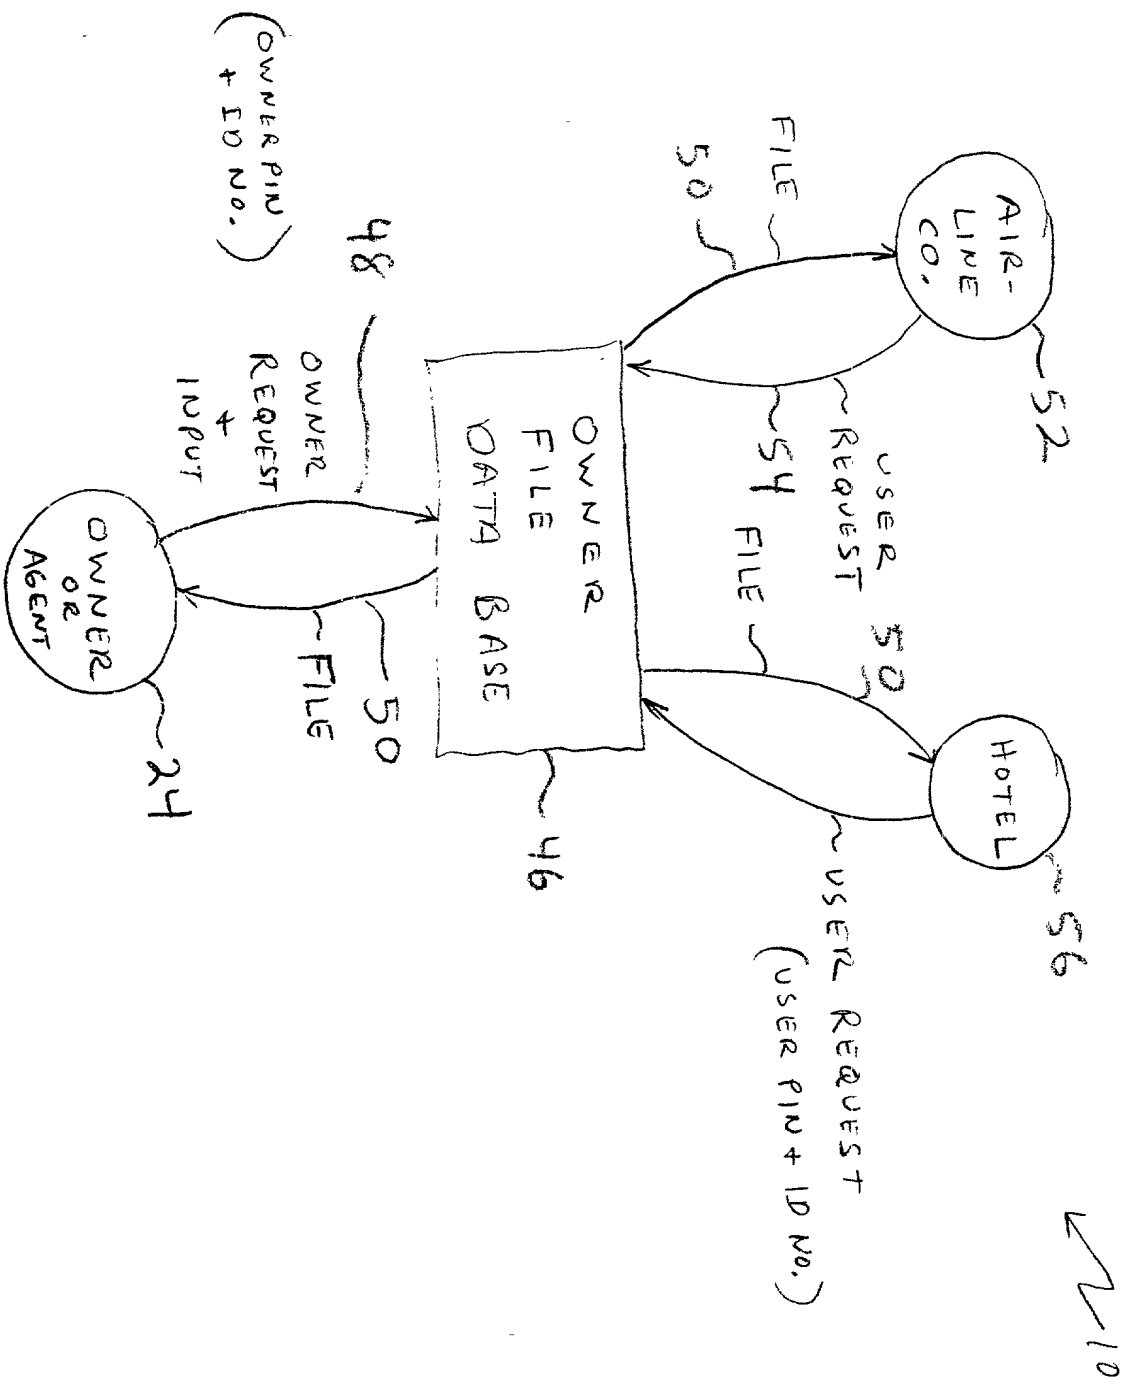 10
AIR-
LINE
CO.
52
HOTEL
56
FILE
50
USER
REQUEST
54
FILE
50
USER REQUEST
(USER PIN + ID NO.)
OWNER
FILE
DATA BASE
46
48
OWNER
REQUEST
+
INPUT
(OWNER PIN
+ ID NO.)
50
FILE
OWNER
OR
AGENT
24